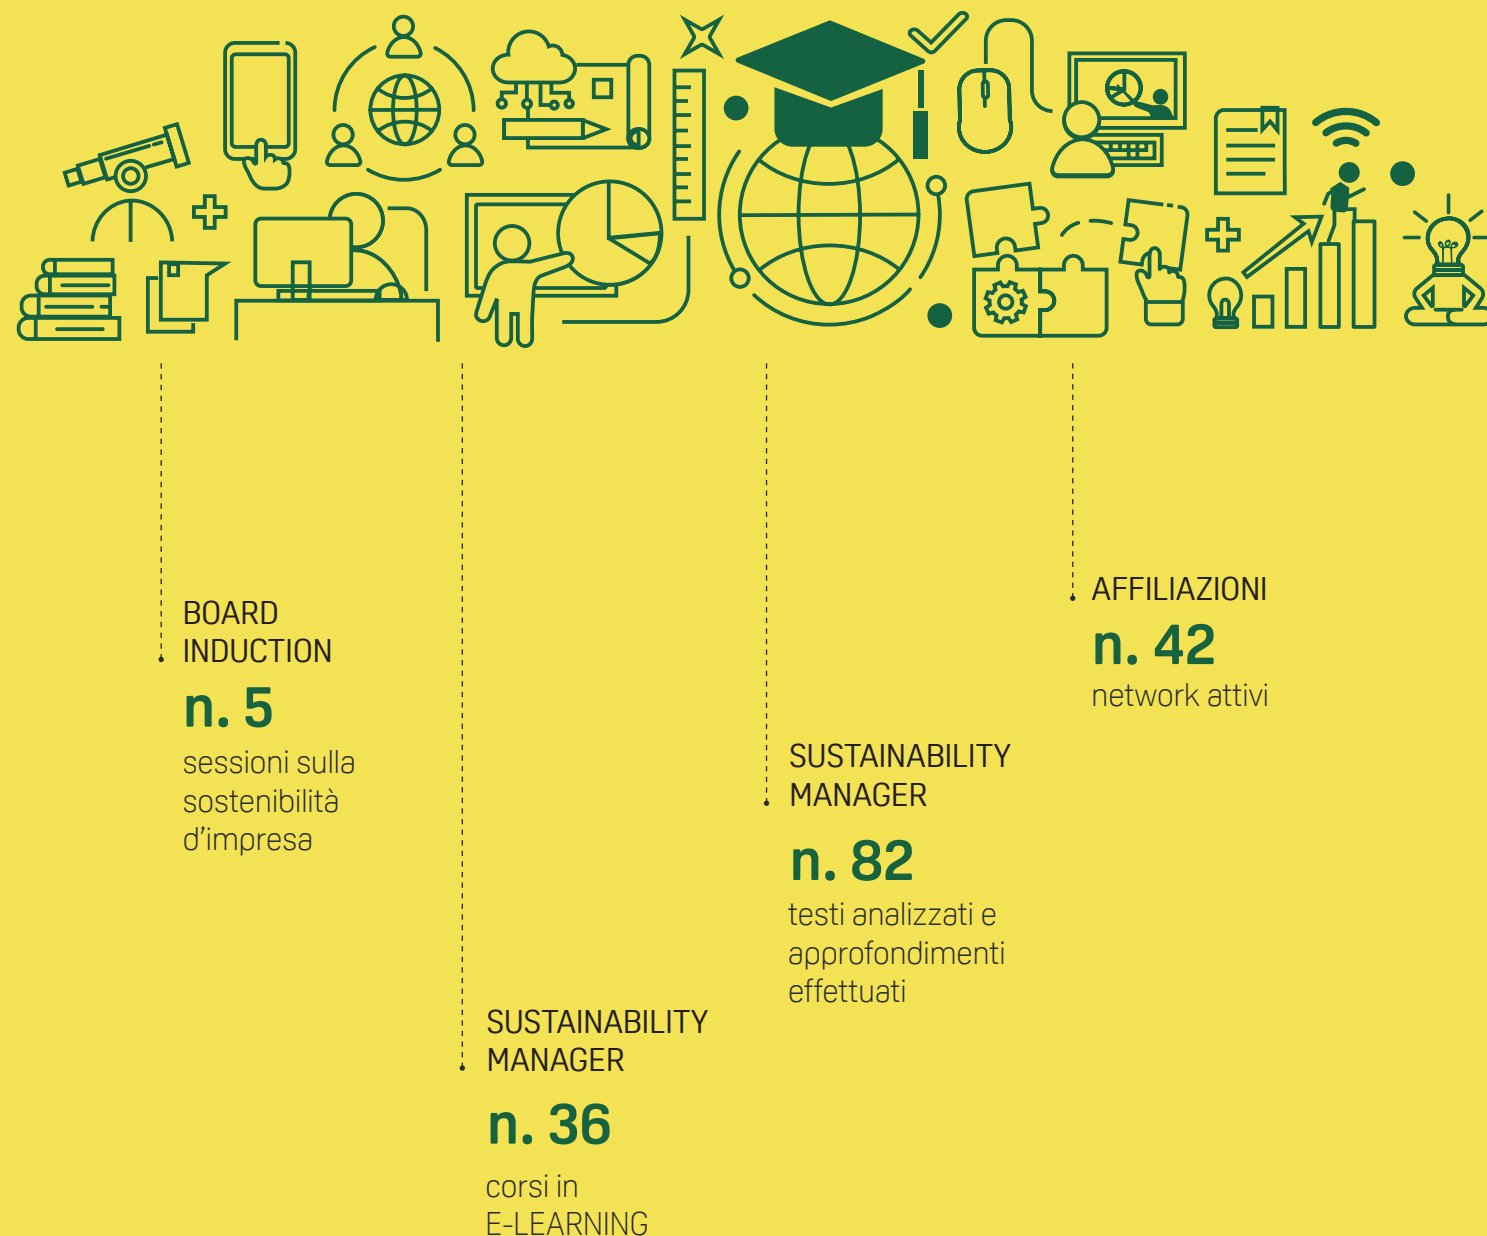 BOARD
INDUCTION
n. 5
sessioni sulla
sostenibilità
d'impresa
SUSTAINABILITY
MANAGER
n. 36
corsi in
E-LEARNING
SUSTAINABILITY
MANAGER
n. 82
testi analizzati e
approfondimenti
effettuati
AFFILIAZIONI
n. 42
network attivi